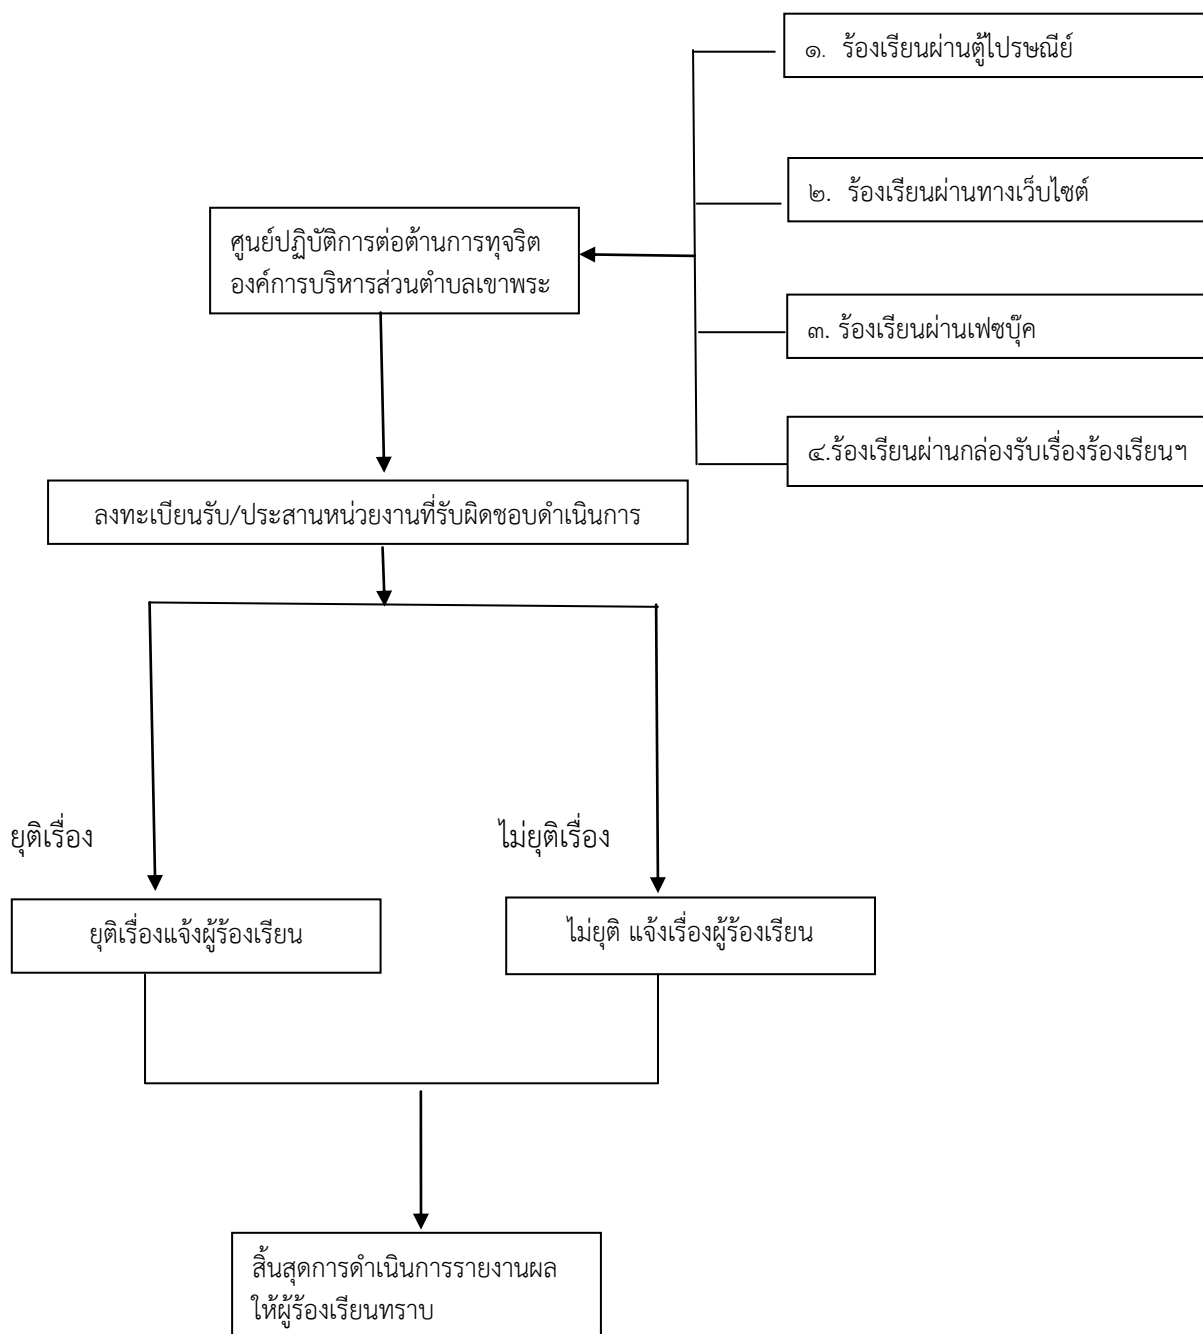 ๑. ร้องเรียนผ่านตู้ไปรษณีย์
๒. ร้องเรียนผ่านทางเว็บไซต์
ศูนย์ปฏิบัติการต่อต้านการทุจริต
องค์การบริหารส่วนตำบลเขาพระ
๓. ร้องเรียนผ่านเฟซบุ๊ค
๔.ร้องเรียนผ่านกล่องรับเรื่องร้องเรียนฯ
ลงทะเบียนรับ/ประสานหน่วยงานที่รับผิดชอบดำเนินการ
ยุติเรื่อง
ไม่ยุติเรื่อง
ยุติเรื่องแจ้งผู้ร้องเรียน
ไม่ยุติ แจ้งเรื่องผู้ร้องเรียน
สิ้นสุดการดำเนินการรายงานผล
ให้ผู้ร้องเรียนทราบ